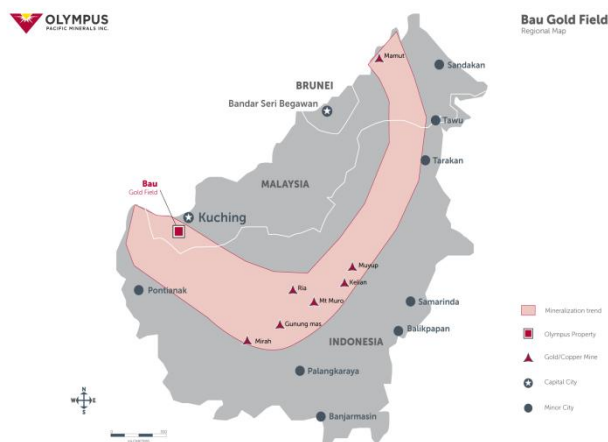 OLYMPUS
PACIFIC MINERALS INC.
Bau Gold Field
Regional Map
Mamut
Sandakan
BRUNEI
Bandar Seri Begawan
Tawu
Tarakan
Bau
Gold Field
MALAYSIA
Kuching
Muyup
Kelian
Ria
Mt Muro
Pontianak
Samarinda
Gunung mas
Balikpapan
Mirah
INDONESIA
Palangkaraya
Banjarmasin
Mineralization trend
Olympus Property
Gold/Copper Mine
Capital City
Minor City
N
W
E
S
0